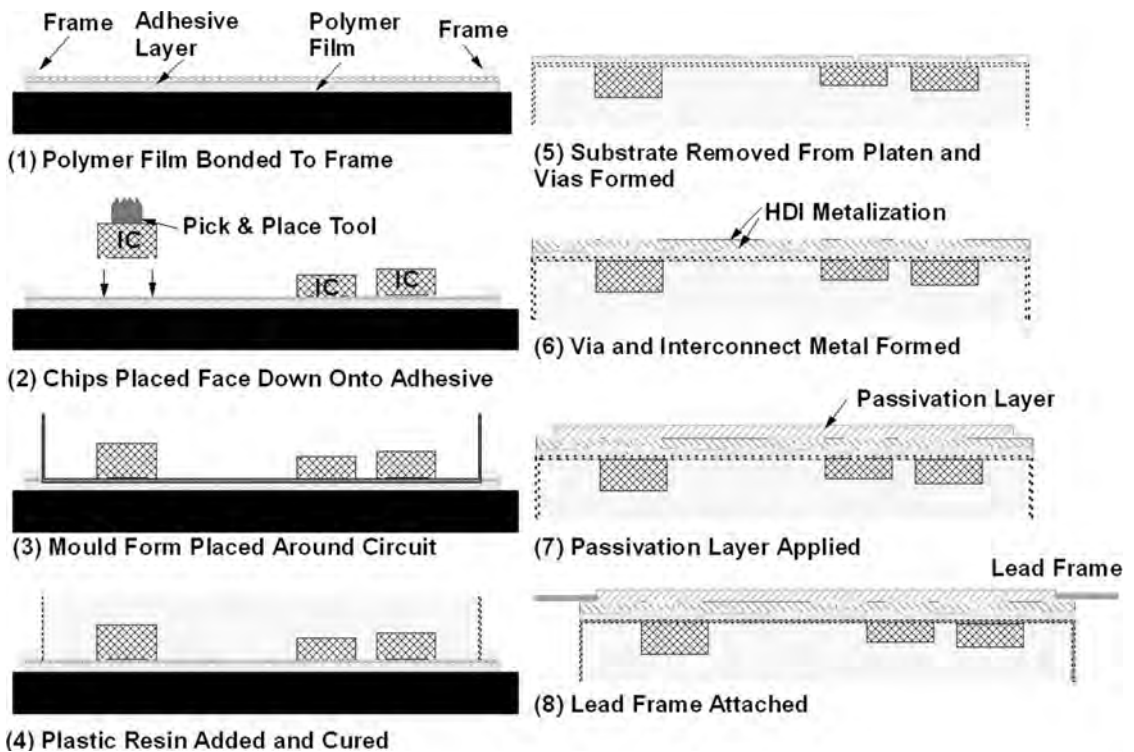 Frame
Adhesive
Layer
Polymer
Film
Frame
(1) Polymer Film Bonded To Frame
Pick & Place Tool
IC
IC
IC
(2) Chips Placed Face Down Onto Adhesive
(3) Mould Form Placed Around Circuit
(4) Plastic Resin Added and Cured
(5) Substrate Removed From Platen and
Vias Formed
HDI Metalization
(6) Via and Interconnect Metal Formed
Passivation Layer
(7) Passivation Layer Applied
Lead Frame
(8) Lead Frame Attached